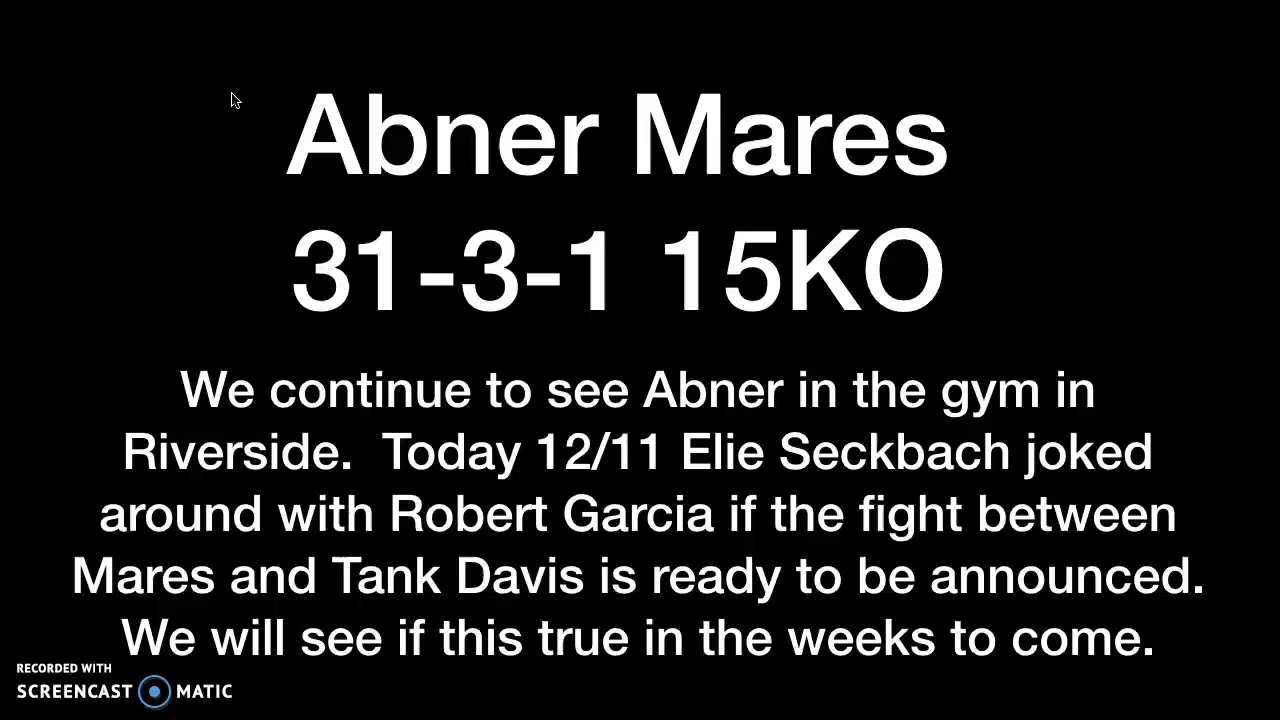 Abner Mares
31-3-1 15KO
We continue to see Abner in the gym in
Riverside.  Today 12/11 Elie Seckbach joked
around with Robert Garcia if the fight between
Mares and Tank Davis is ready to be announced.
We will see if this true in the weeks to come.
RECORDED WITH
SCREENCAST MATIC